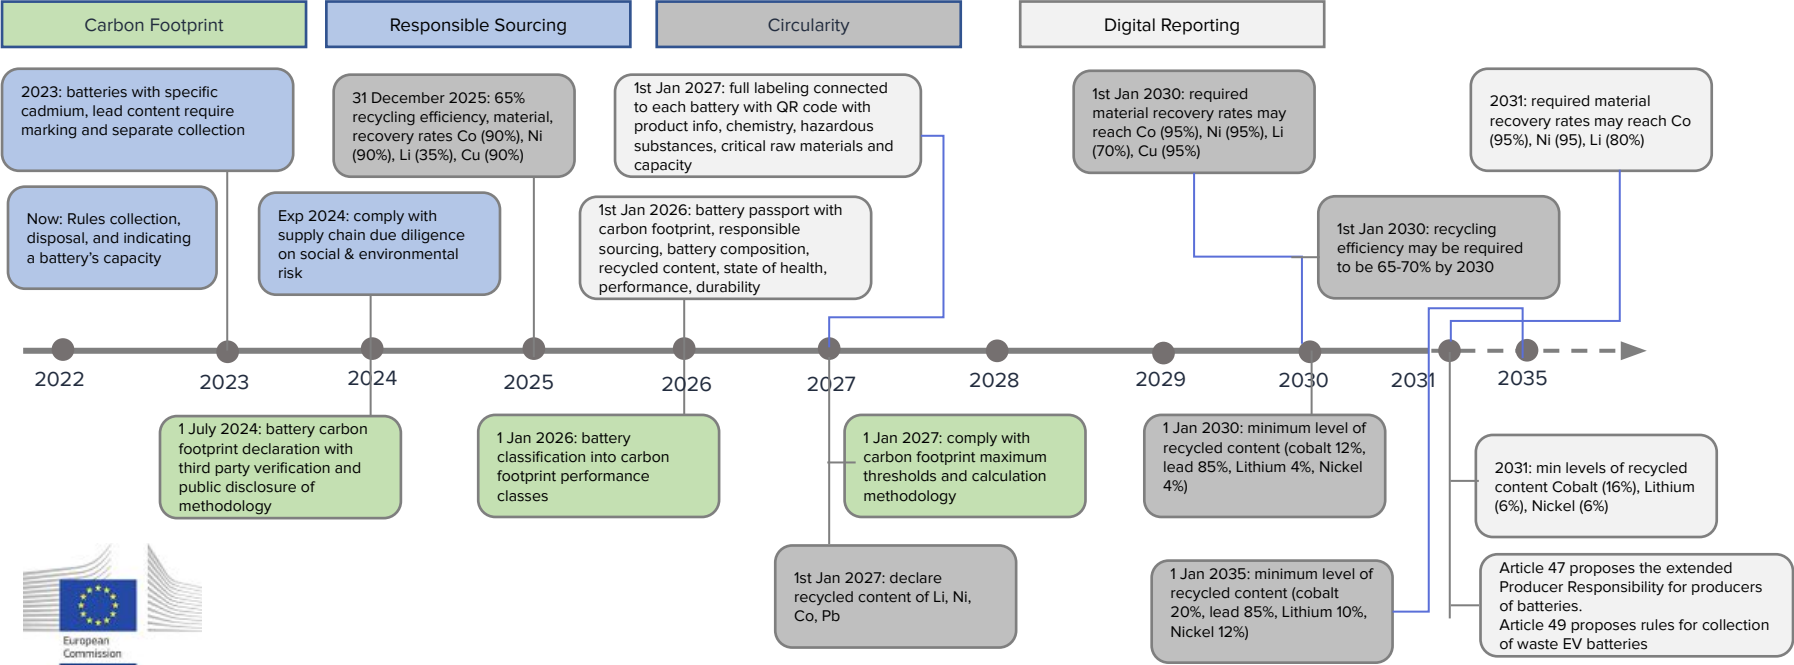 Carbon Footprint
Responsible Sourcing
Circularity
Digital Reporting
2023: batteries with specific
cadmium, lead content require
marking and separate collection
31 December 2025: 65%
recycling efficiency, material,
recovery rates Co (90%), Ni
(90%), Li (35%), Cu (90%)
1st Jan 2027: full labeling connected
to each battery with QR code with
product info, chemistry, hazardous
substances, critical raw materials and
capacity
1st Jan 2030: required
material recovery rates may
reach Co (95%), Ni (95%), Li
(70%), Cu (95%)
2031: required material
recovery rates may reach Co
(95%), Ni (95), Li (80%)
Now: Rules collection,
disposal, and indicating
a battery's capacity
Exp 2024: comply with
supply chain due diligence
on social & environmental
risk
1st Jan 2026: battery passport with
carbon footprint, responsible
sourcing, battery composition,
recycled content, state of health,
performance, durability
1st Jan 2030: recycling
efficiency may be required
to be 65-70% by 2030
2022
2023
2024
2025
2026
2027
2028
2029
2030
2031
2035
1 July 2024: battery carbon
footprint declaration with
third party verification and
public disclosure of
methodology
1 Jan 2026: battery
classification into carbon
footprint performance
classes
1 Jan 2027: comply with
carbon footprint maximum
thresholds and calculation
methodology
1 Jan 2030: minimum level of
recycled content (cobalt 12%,
lead 85%, Lithium 4%, Nickel
4%)
2031: min levels of recycled
content Cobalt (16%), Lithium
(6%), Nickel (6%)
1st Jan 2027: declare
recycled content of Li, Ni,
Co, Pb
1 Jan 2035: minimum level of
recycled content (cobalt
20%, lead 85%, Lithium 10%,
Nickel 12%)
Article 47 proposes the extended
Producer Responsibility for producers
of batteries.
Article 49 proposes rules for collection
of waste EV batteries
European
Commission